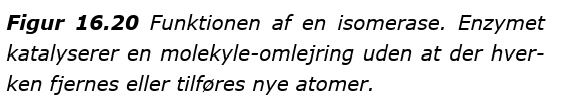 Figur 16.20 Funktionen af en isomerase. Enzymet
katalyserer en molekyle-omlejring uden at der hver-
ken fjernes eller tilføres nye atomer.